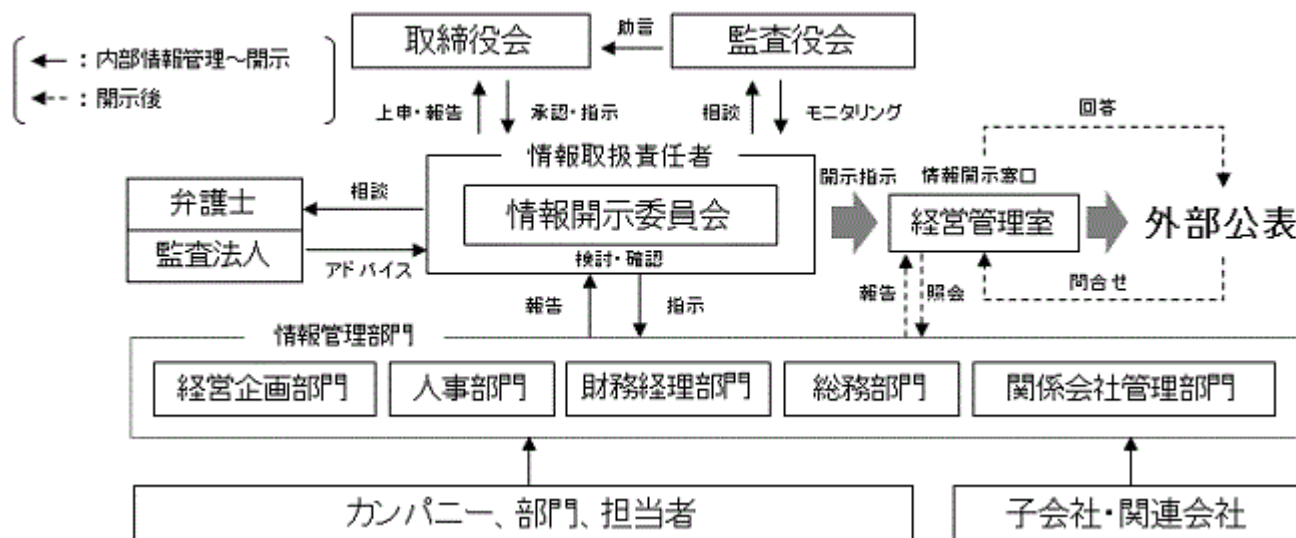 取締役会
助言
監査役会
：内部情報管理～開示
：開示後
上申・報告
承認・指示
相談
モニタリング
回答
情報取扱責任者
開示指示
情報開示窓口
弁護士
相談
情報開示委員会
経営管理室
外部公表
監査法人
アドバイス
検討・確認
報告
指示
報告
照会
問合せ
情報管理部門
経営企画部門
人事部門
財務経理部門
総務部門
関係会社管理部門
カンパニー、部門、担当者
子会社・関連会社